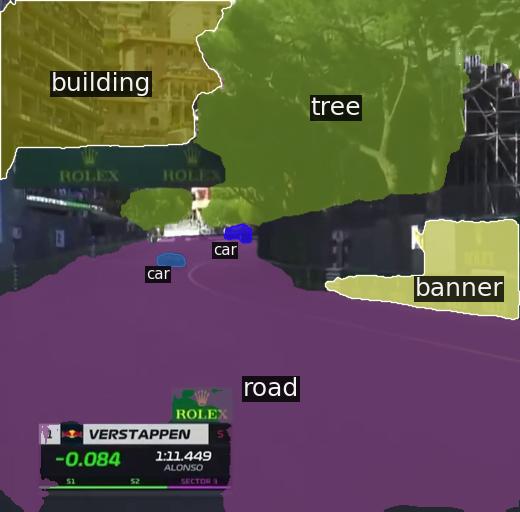 building
tree
ROLEX ROLEX
car
car
banner
road
ROLEX
1 VERSTAPPEN S
-0.084 1:11.449
ALONSO
S1 S2 SECTOR 3